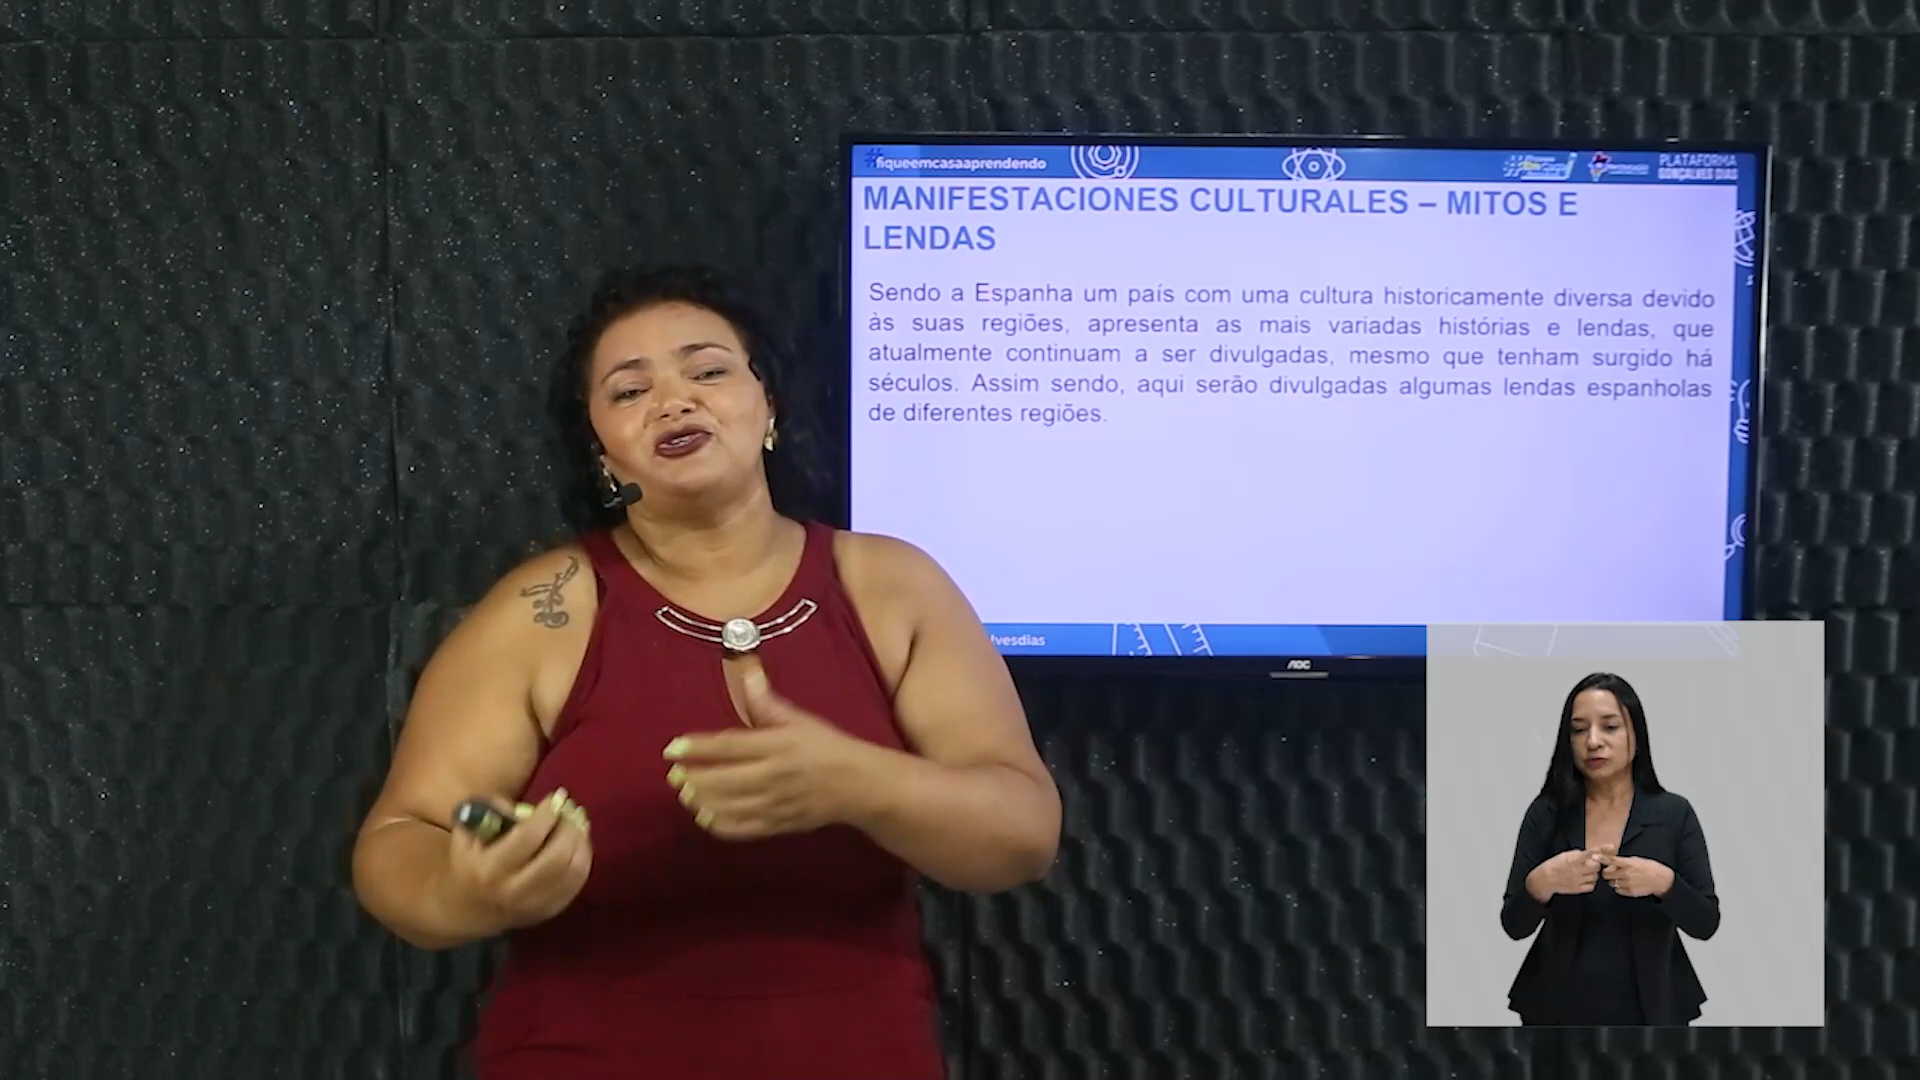 #fiqueemcasaaprendendo
PLATAFORMA
GONÇALVES DIAS
MANIFESTACIONES CULTURALES – MITOS E
LENDAS
Sendo a Espanha um país com uma cultura historicamente diversa devido
às suas regiões, apresenta as mais variadas histórias e lendas, que
atualmente continuam a ser divulgadas, mesmo que tenham surgido há
séculos. Assim sendo, aqui serão divulgadas algumas lendas espanholas
de diferentes regiões.
lvesdias
AOC